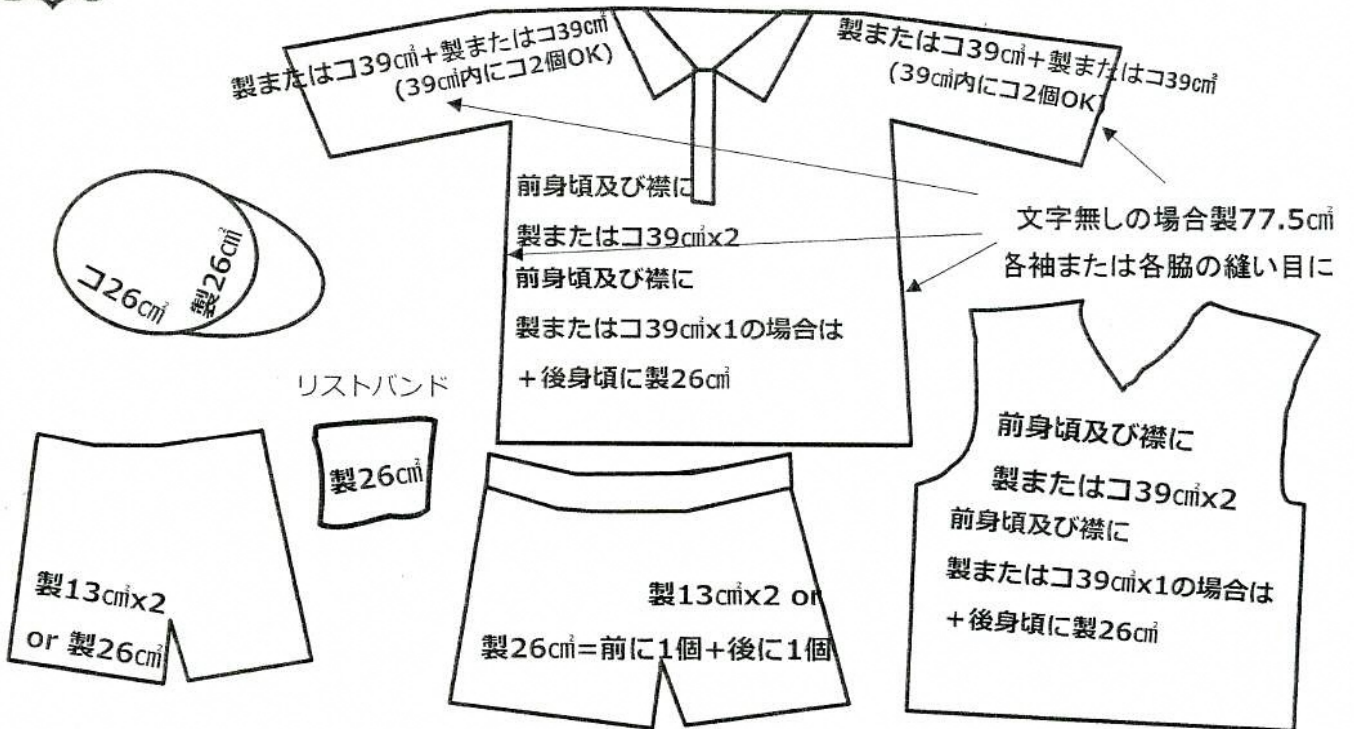 製またはコ39㎠+製またはコ39㎠
(39㎠内にコ2個OK)
製またはコ39㎠+製またはコ39㎠
(39㎠内にコ2個OK)
前身頃及び襟に
製またはコ39㎠x2
前身頃及び襟に
製またはコ39㎠x1の場合は
+後身頃に製26㎠
文字無しの場合製77.5㎠
各袖または各脇の縫い目に
コ26㎠
製26㎠
リストバンド
製26㎠
製13㎠x2
or 製26㎠
製13㎠x2 or
製26㎠=前に1個+後に1個
前身頃及び襟に
製またはコ39㎠x2
前身頃及び襟に
製またはコ39㎠x1の場合は
+後身頃に製26㎠